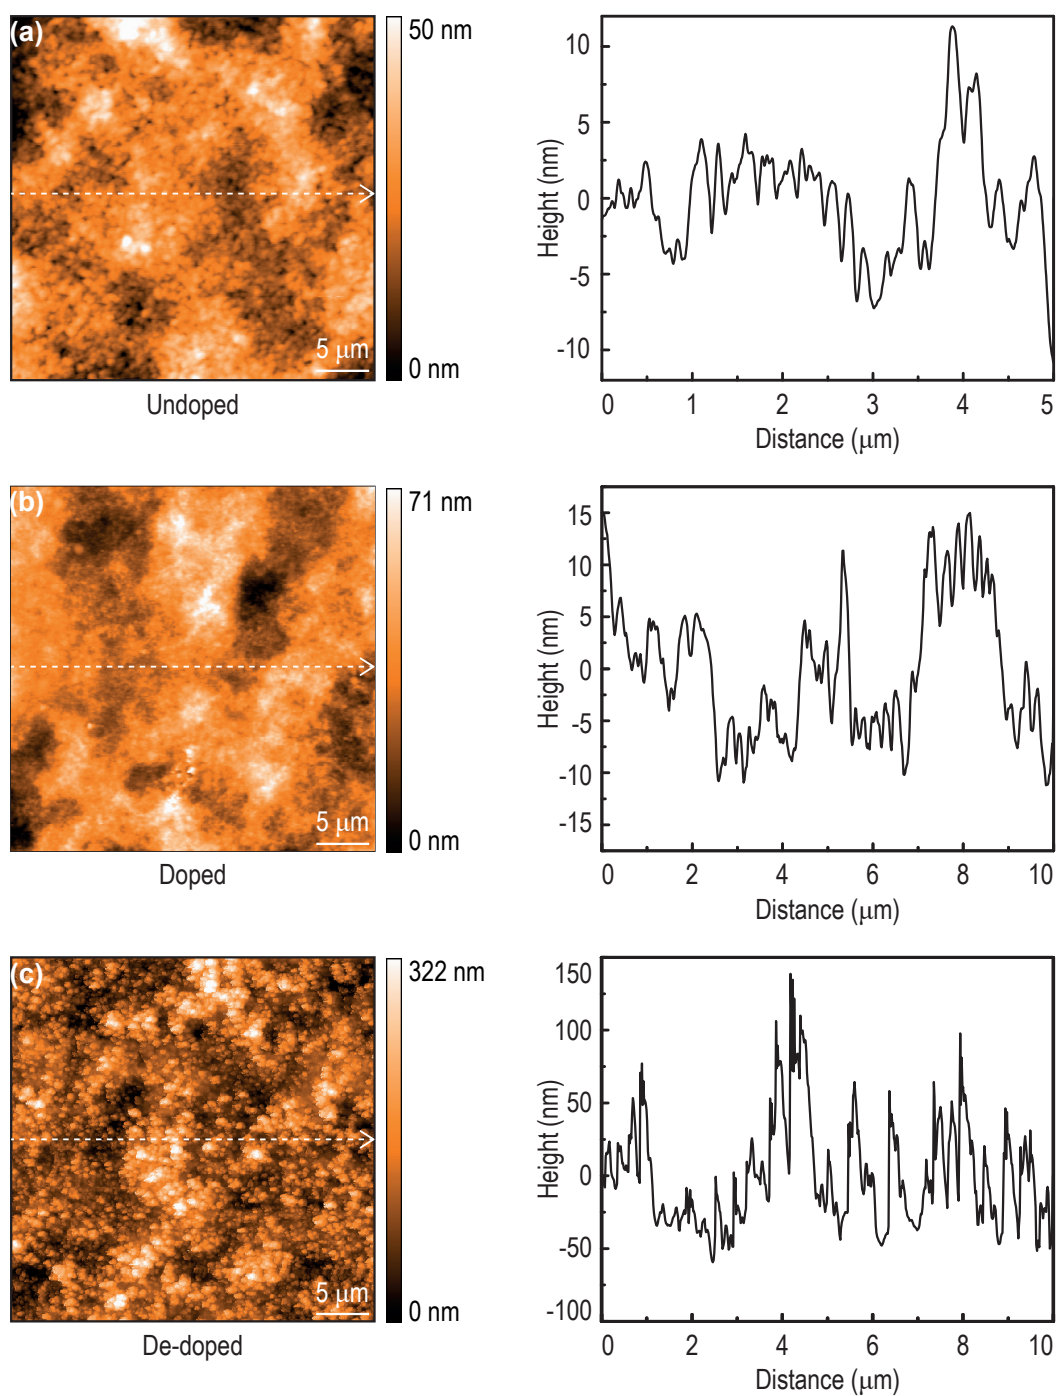 (a)
50 nm
0 nm
5 μm
Undoped
10
5
0
-5
-10
Height (nm)
0 1 2 3 4 5
Distance (μm)
(b)
71 nm
0 nm
5 μm
Doped
15
10
5
0
-5
-10
-15
Height (nm)
0 2 4 6 8 10
Distance (μm)
(c)
322 nm
0 nm
5 μm
De-doped
150
100
50
0
-50
-100
Height (nm)
0 2 4 6 8 10
Distance (μm)